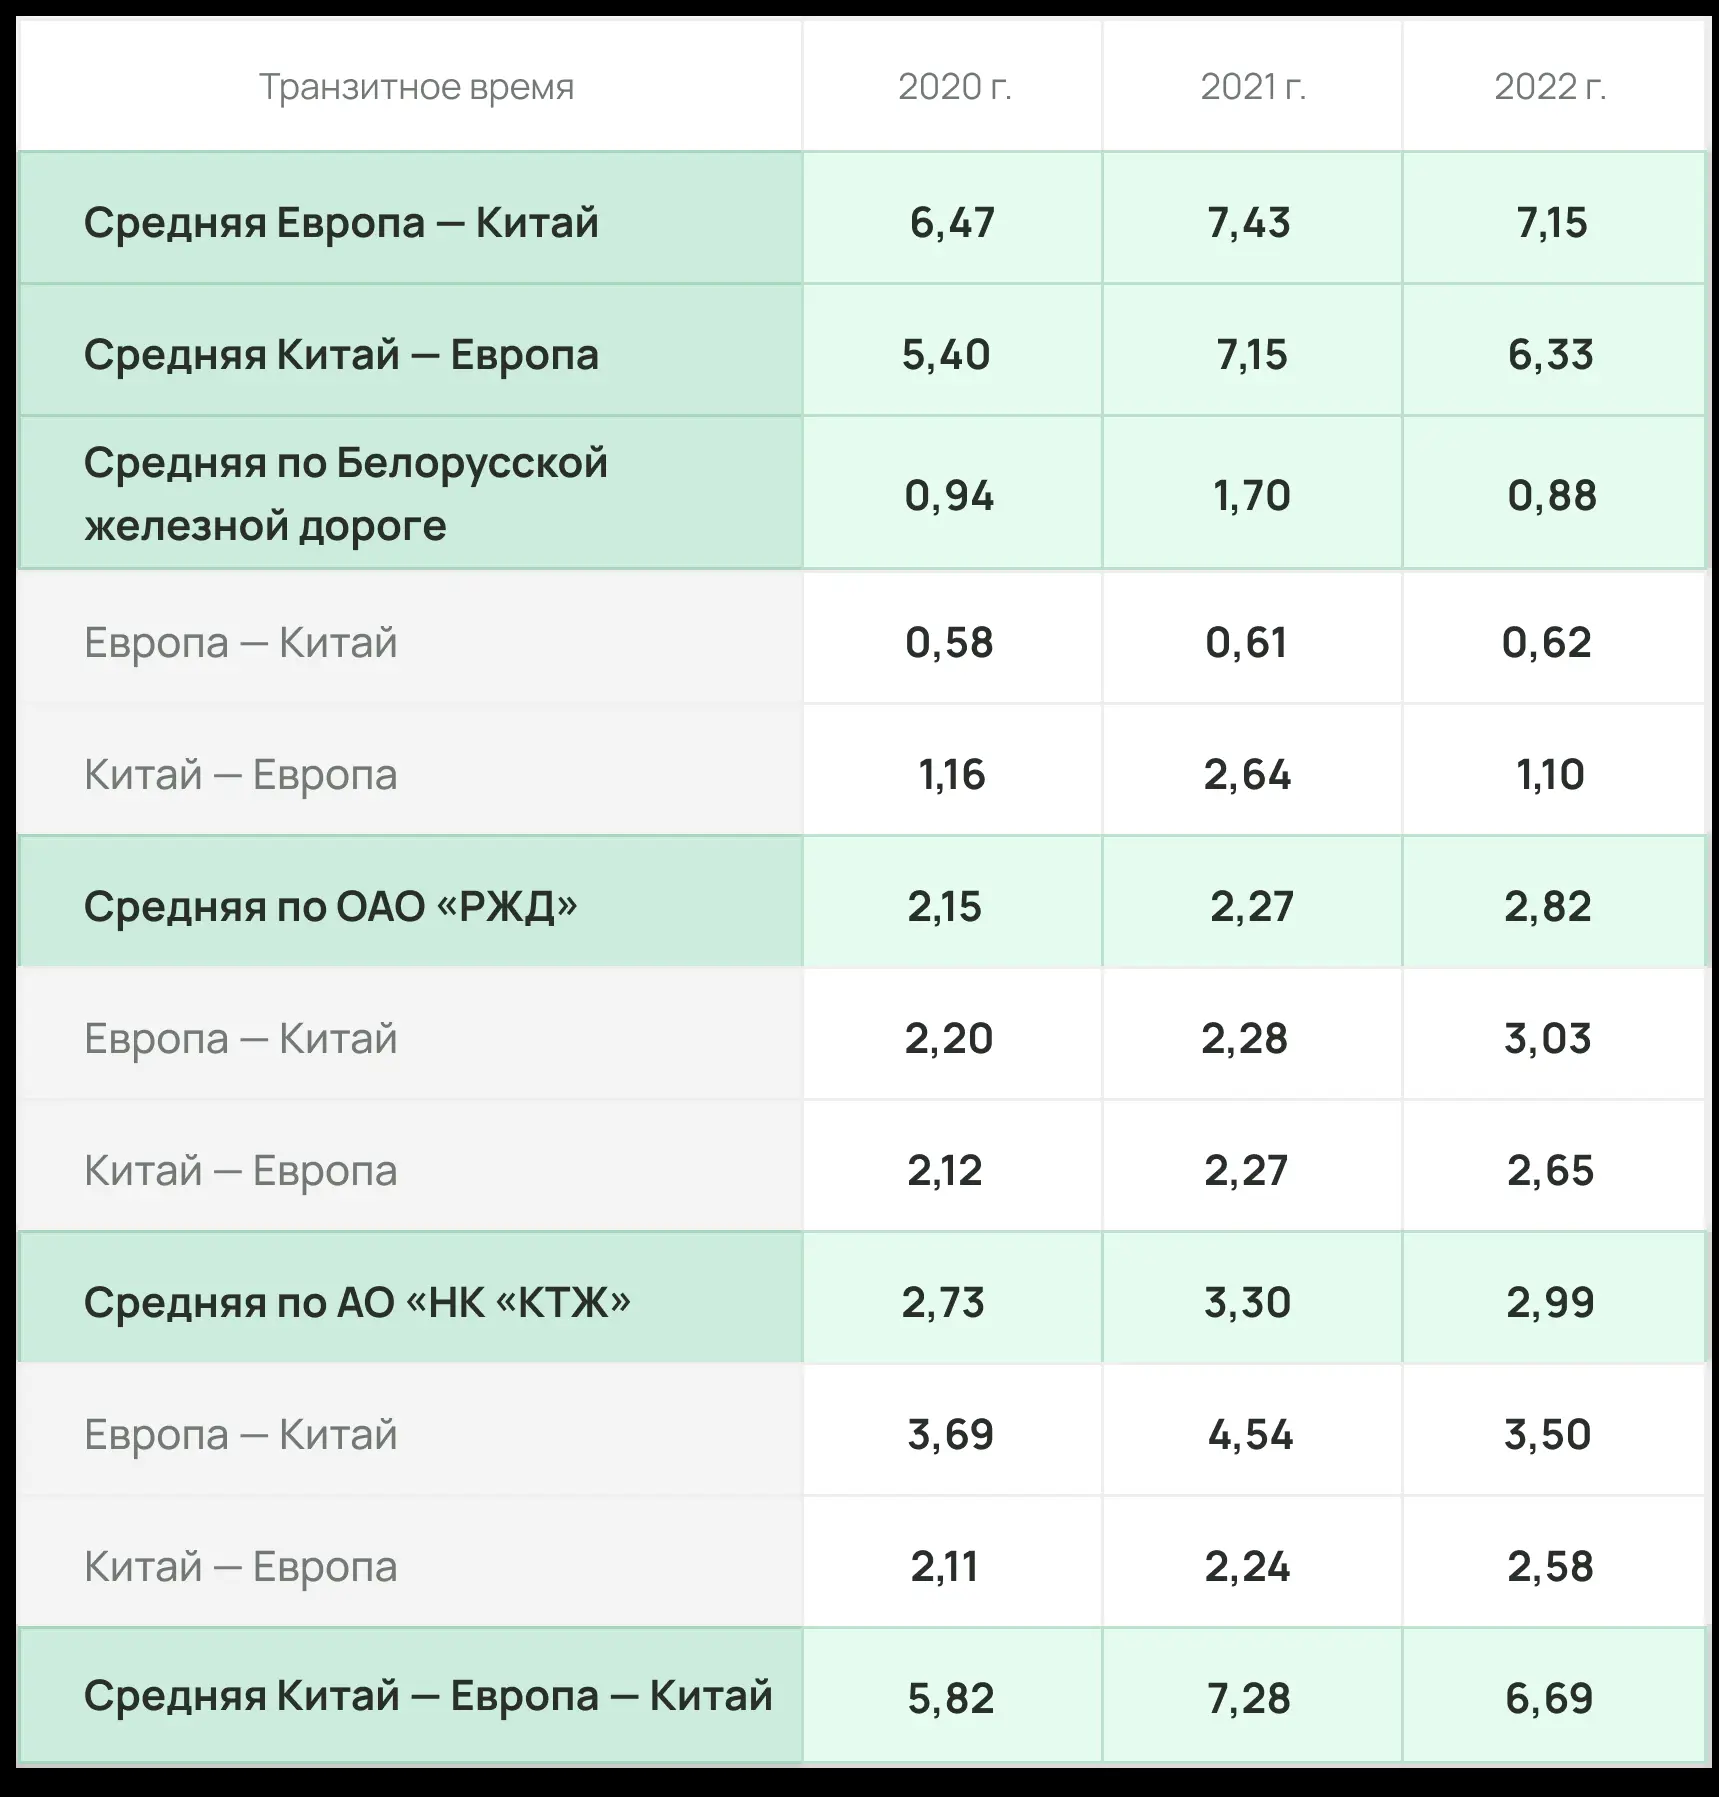 Транзитное время 2020 г. 2021 г. 2022 г.
Средняя Европа — Китай 6,47 7,43 7,15
Средняя Китай — Европа 5,40 7,15 6,33
Средняя по Белорусской
железной дороге 0,94 1,70 0,88
Европа — Китай 0,58 0,61 0,62
Китай — Европа 1,16 2,64 1,10
Средняя по ОАО «РЖД» 2,15 2,27 2,82
Европа — Китай 2,20 2,28 3,03
Китай — Европа 2,12 2,27 2,65
Средняя по АО «НК «КТЖ» 2,73 3,30 2,99
Европа — Китай 3,69 4,54 3,50
Китай — Европа 2,11 2,24 2,58
Средняя Китай — Европа — Китай 5,82 7,28 6,69